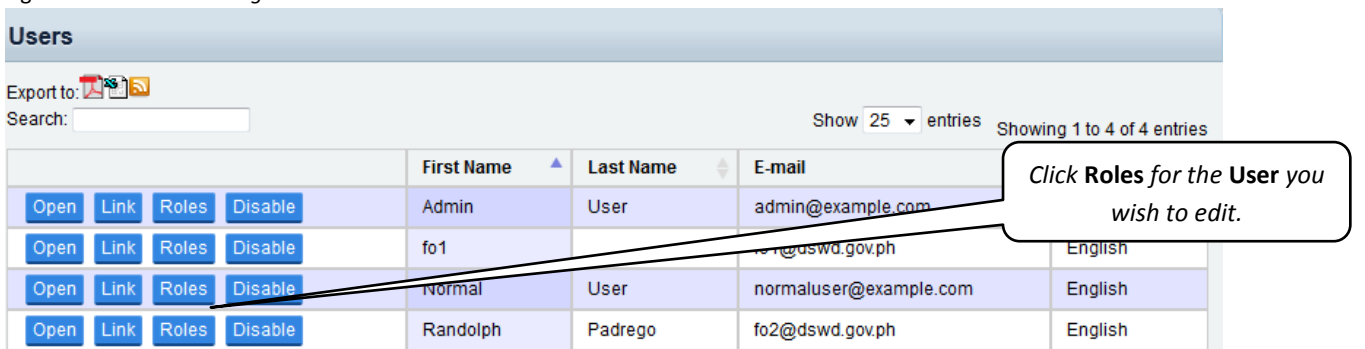 Users
Export to:
Search:
Show 25 entries Showing 1 to 4 of 4 entries
First Name Last Name E-mail
Click Roles for the User you
wish to edit.
Open Link Roles Disable Admin User admin@example.com
Open Link Roles Disable fo1 @dswd.gov.ph English
Open Link Roles Disable Normal User normaluser@example.com English
Open Link Roles Disable Randolph Padrego fo2@dswd.gov.ph English